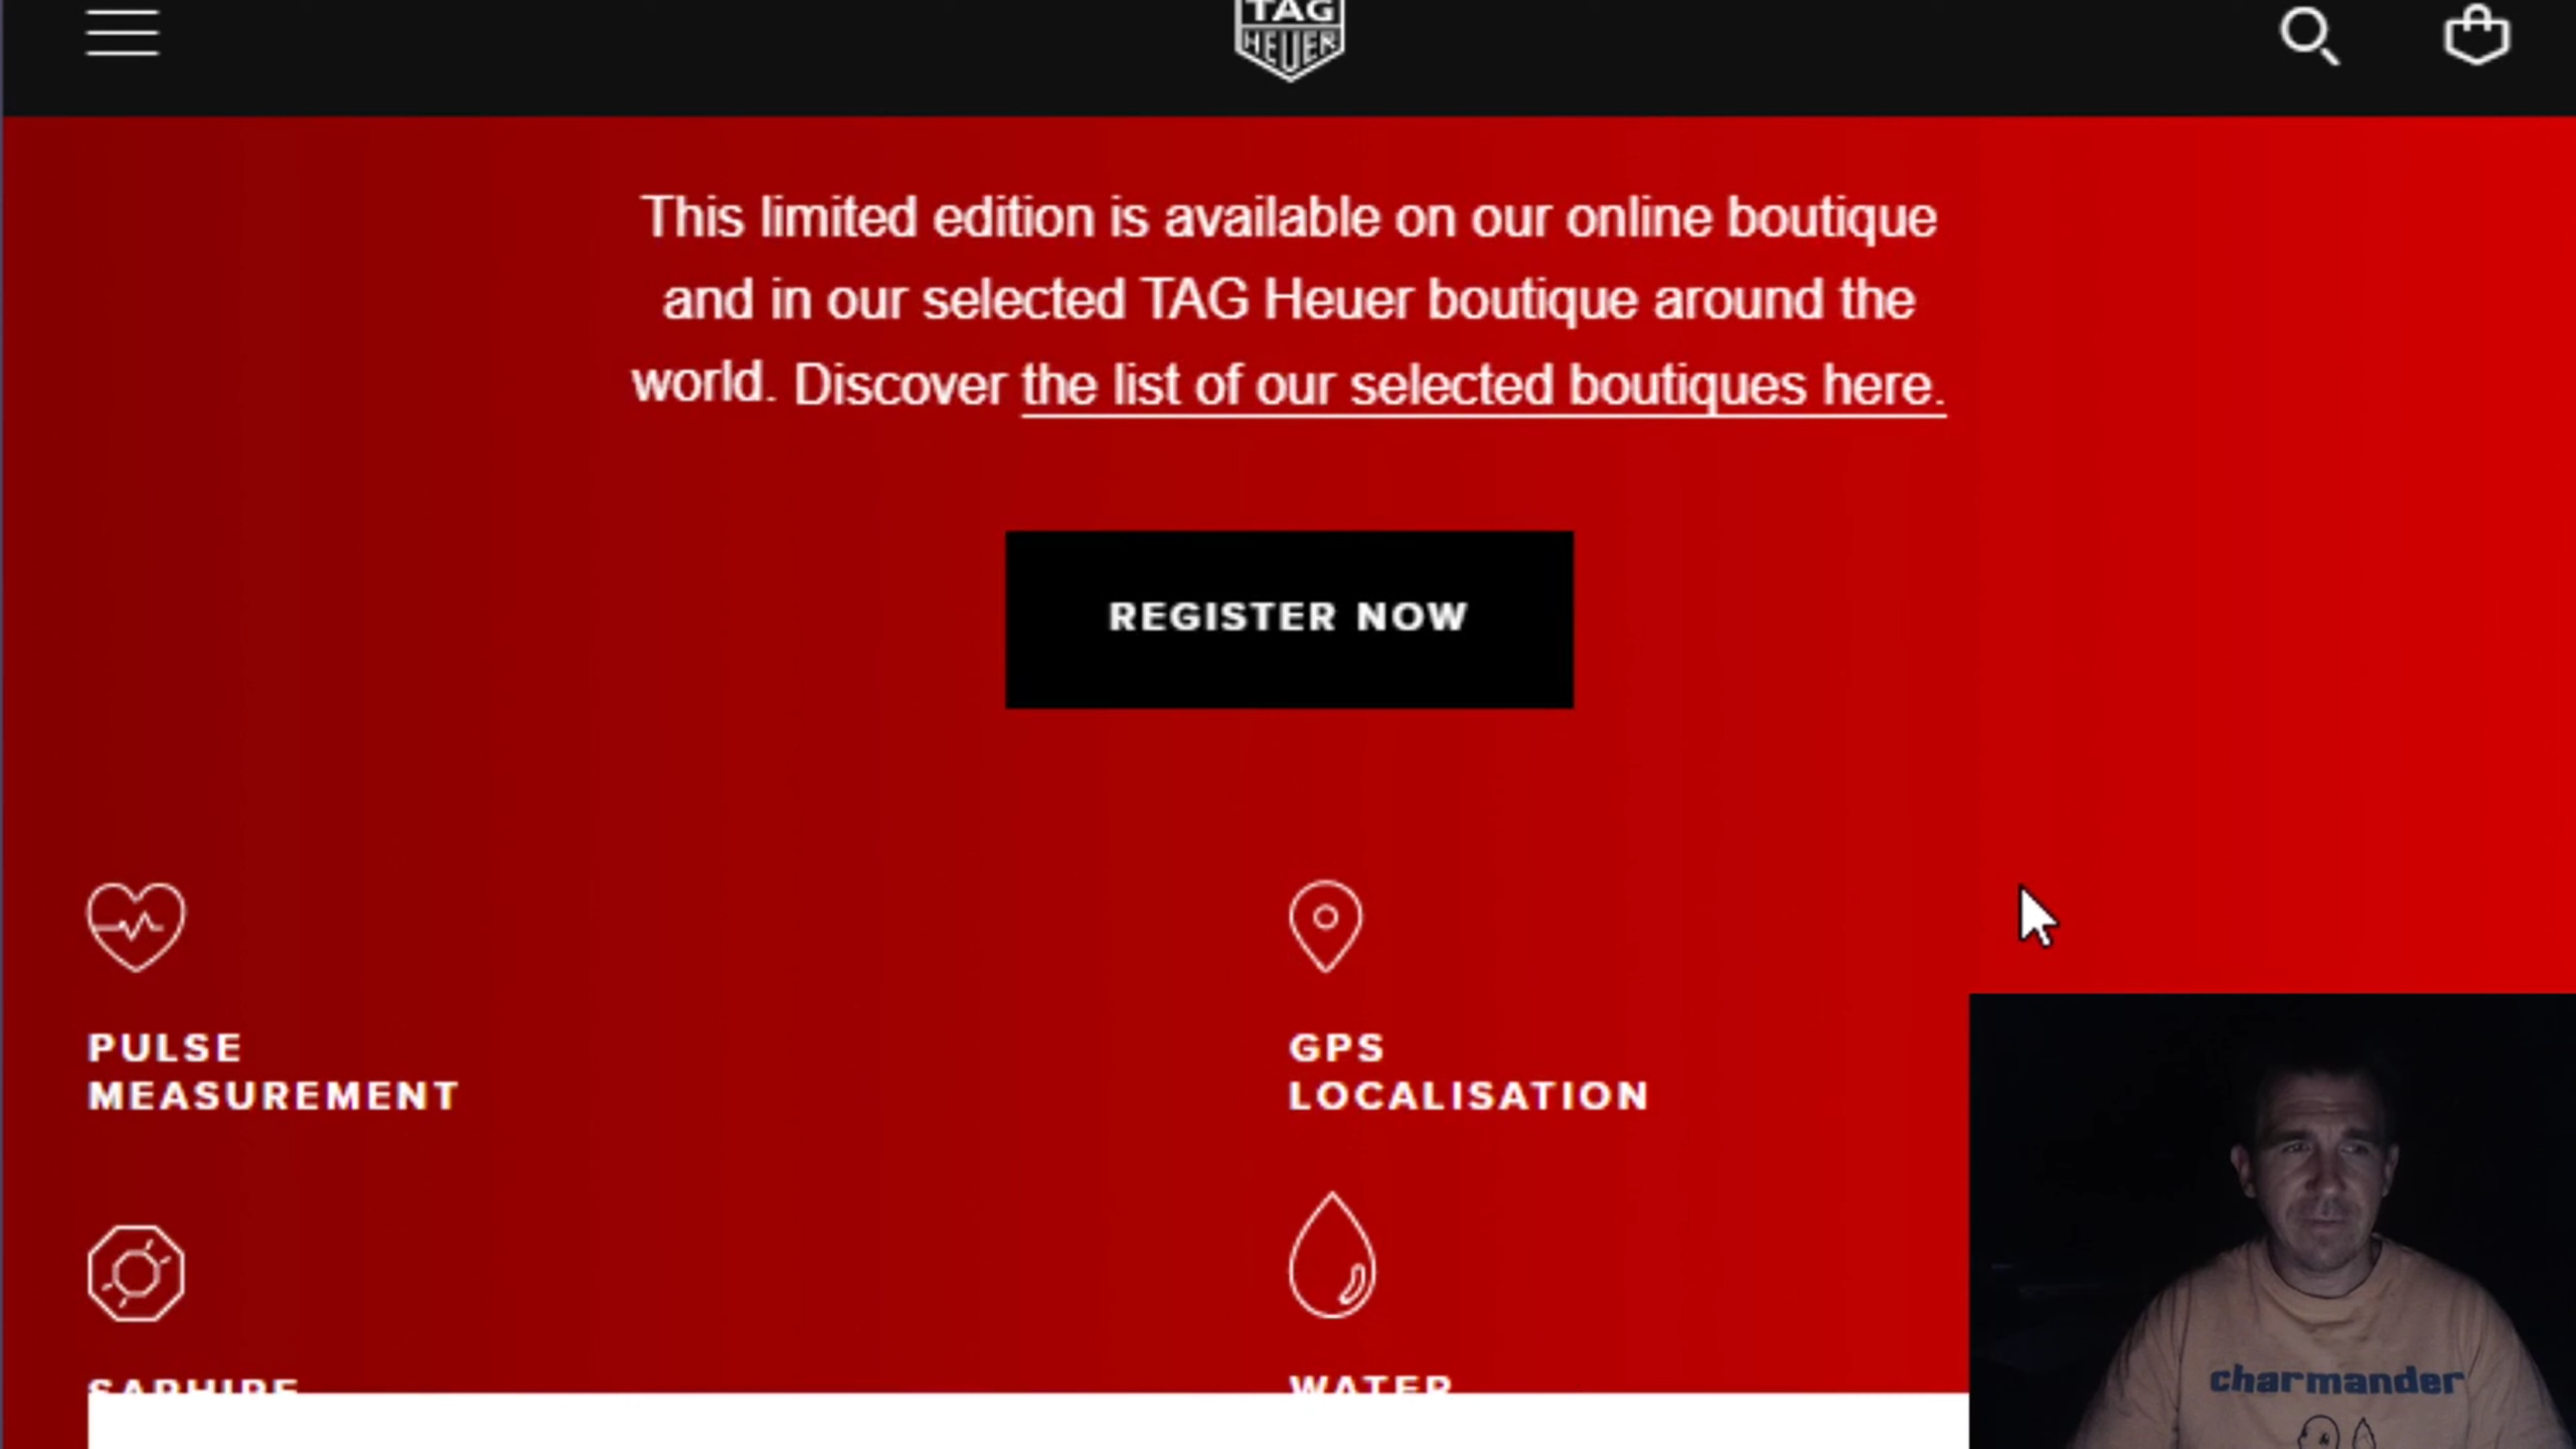 TAG
HEUER
This limited edition is available on our online boutique
and in our selected TAG Heuer boutique around the
world. Discover the list of our selected boutiques here.
REGISTER NOW
PULSE
MEASUREMENT
GPS
LOCALISATION
SAPHIRE
WATER
charmander